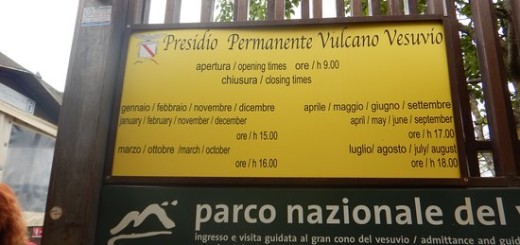 Presidio Permanente Vulcano Vesuvio
apertura / opening times ore / h 9.00
chiusura / closing times
gennaio / febbraio / novembre / dicembre
january / february / november / december
ore / h 15.00
marzo / ottobre /march / october
ore / h 16.00
aprile / maggio / giugno / settembre
april / may / june / september
ore / h 17.00
luglio/ agosto / july/ august
ore / h 18.00
parco nazionale del
ingresso e visita guidata al gran cono del vesuvio / admittance and